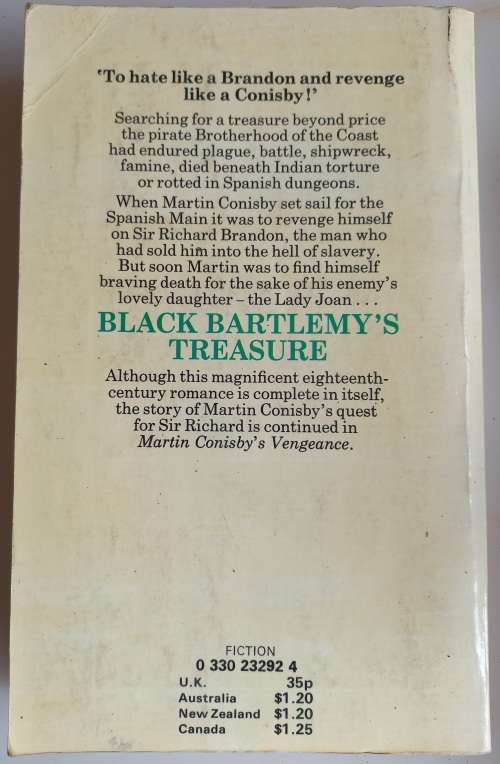 'To hate like a Brandon and revenge
like a Conisby!'
Searching for a treasure beyond price
the pirate Brotherhood of the Coast
had endured plague, battle, shipwreck,
famine, died beneath Indian torture
or rotted in Spanish dungeons.
When Martin Conisby set sail for the
Spanish Main it was to revenge himself
on Sir Richard Brandon, the man who
had sold him into the hell of slavery.
But soon Martin was to find himself
braving death for the sake of his enemy's
lovely daughter – the Lady Joan . . .
BLACK BARTLEMY'S
TREASURE
Although this magnificent eighteenth-
century romance is complete in itself,
the story of Martin Conisby's quest
for Sir Richard is continued in
Martin Conisby's Vengeance.
FICTION
0 330 23292 4
U.K. 35p
Australia $1.20
New Zealand $1.20
Canada $1.25